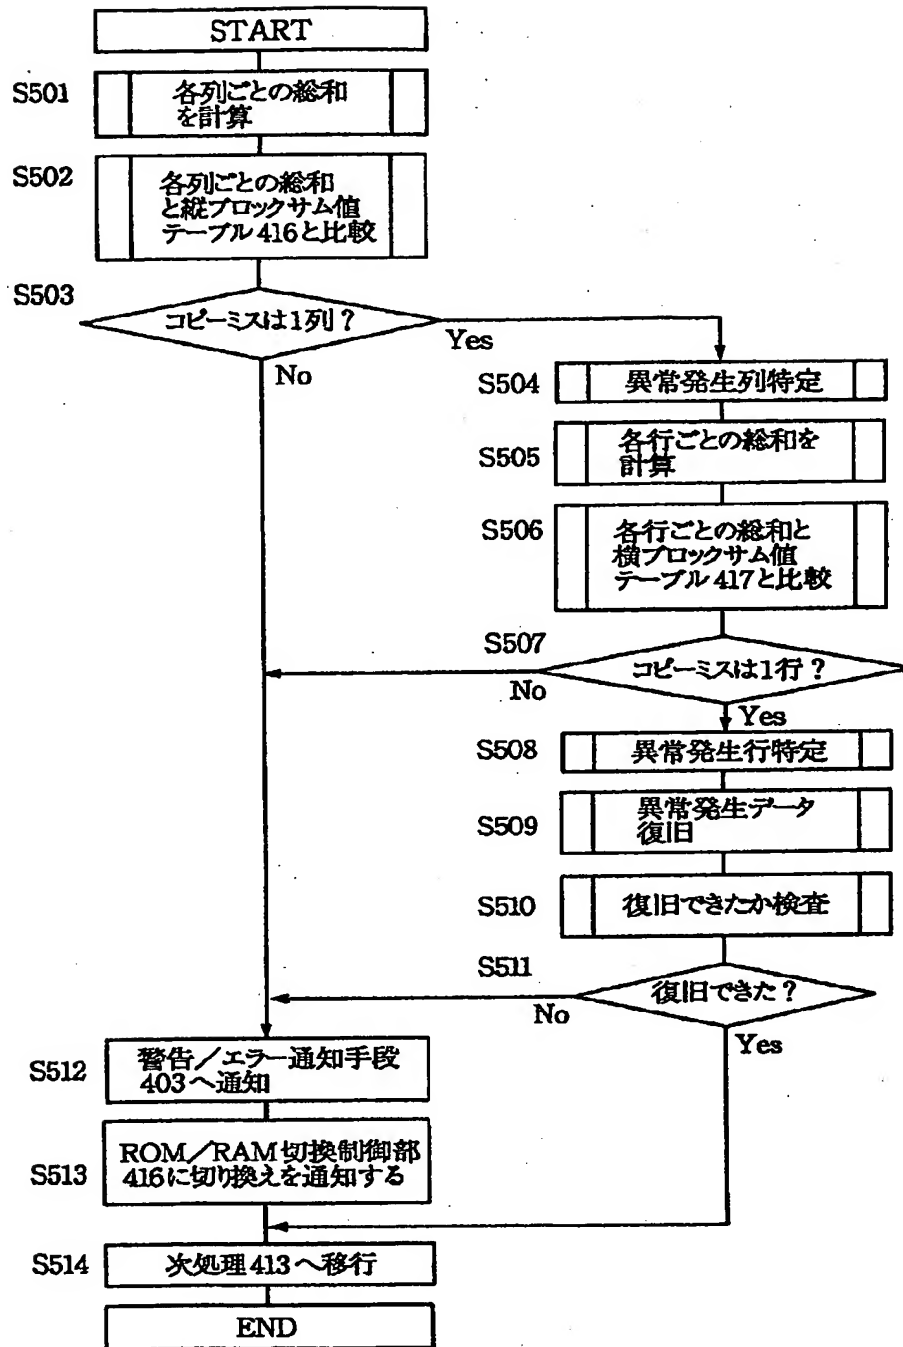 START
S501
各列ごとの総和
を計算
S502
各列ごとの総和
と縦ブロックサム値
テーブル416と比較
S503
コピーミスは1列?
Yes
No
S504
異常発生列特定
S505
各行ごとの総和を
計算
S506
各行ごとの総和と
横ブロックサム値
テーブル417と比較
S507
コピーミスは1行?
No
Yes
S508
異常発生行特定
S509
異常発生データ
復旧
S510
復旧できたか検査
S511
復旧できた?
No
Yes
S512
警告/エラー通知手段
403へ通知
S513
ROM/RAM切換制御部
416に切り換えを通知する
S514
次処理413へ移行
END